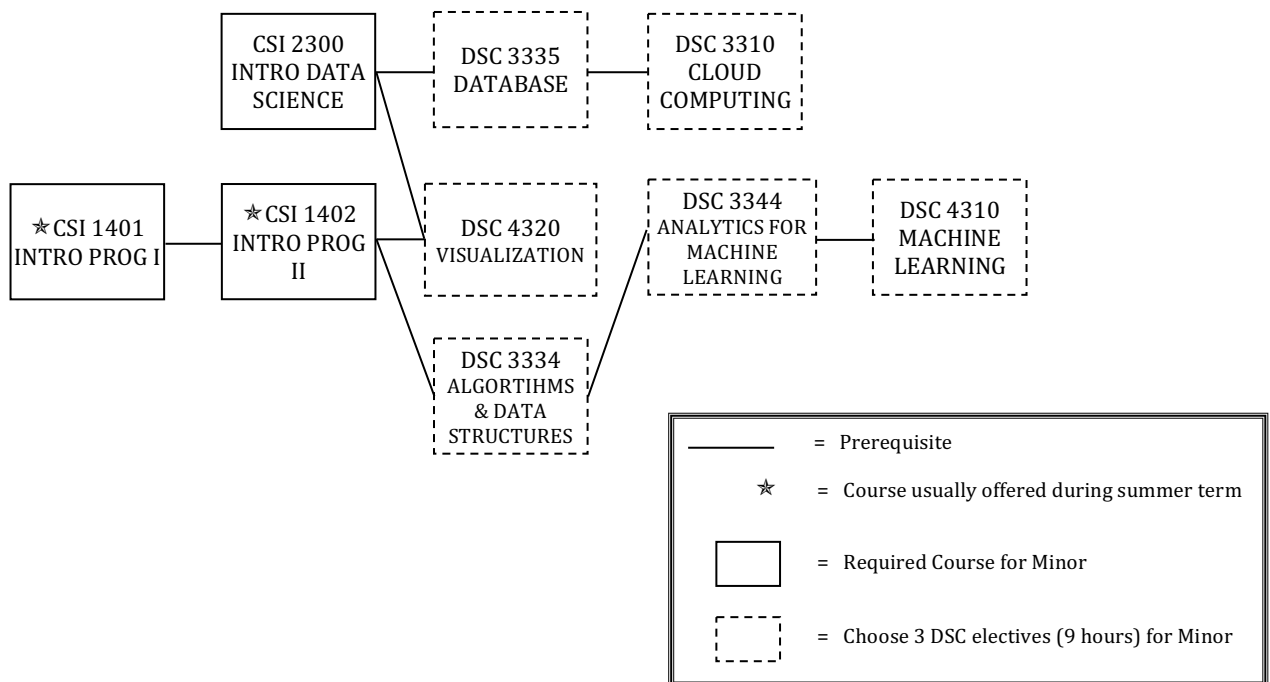 CSI 2300
INTRO DATA
SCIENCE
DSC 3335
DATABASE
DSC 3310
CLOUD
COMPUTING
✯CSI 1401
INTRO PROG I
✯CSI 1402
INTRO PROG
II
DSC 4320
VISUALIZATION
DSC 3344
ANALYTICS FOR
MACHINE
LEARNING
DSC 4310
MACHINE
LEARNING
DSC 3334
ALGORTIHMS
& DATA
STRUCTURES
= Prerequisite
✯ = Course usually offered during summer term
= Required Course for Minor
= Choose 3 DSC electives (9 hours) for Minor